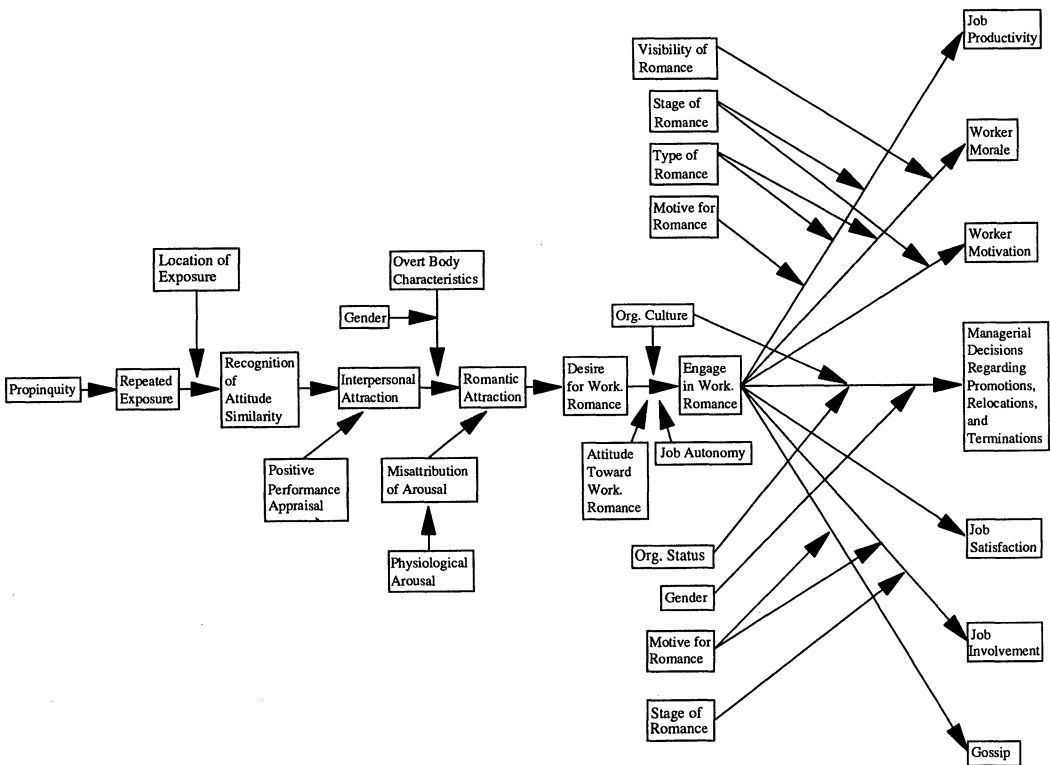 Job
Productivity
Visibility of
Romance
Stage of
Romance
Worker
Morale
Type of
Romance
Motive for
Romance
Worker
Motivation
Location of
Exposure
Overt Body
Characteristics
Gender
Org. Culture
Managerial
Decisions
Regarding
Promotions,
Relocations,
and
Terminations
Propinquity
Repeated
Exposure
Recognition
of
Attitude
Similarity
Interpersonal
Attraction
Romantic
Attraction
Desire
for Work.
Romance
Engage
in Work.
Romance
Positive
Performance
Appraisal
Misattribution
of Arousal
Attitude
Toward
Work.
Romance
Job Autonomy
Physiological
Arousal
Org. Status
Job
Satisfaction
Gender
Motive for
Romance
Job
Involvement
Stage of
Romance
Gossip